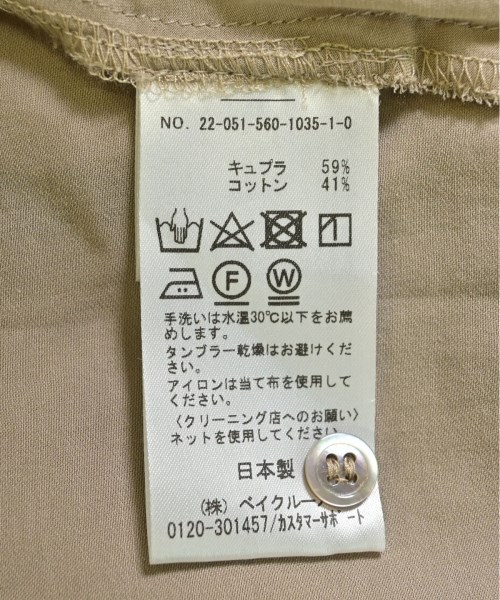 NO. 22-051-560-1035-1-0
キュプラ 59%
コットン 41%
F
W
手洗いは水温30℃以下をお薦
めします。
タンブラー乾燥はお避けくだ
さい。
アイロンは当て布を使用して
ください。
〈クリーニング店へのお願い〉
ネットを使用してください。
日本製
(株) ベイクルー
0120-301457/カスタマーサポート